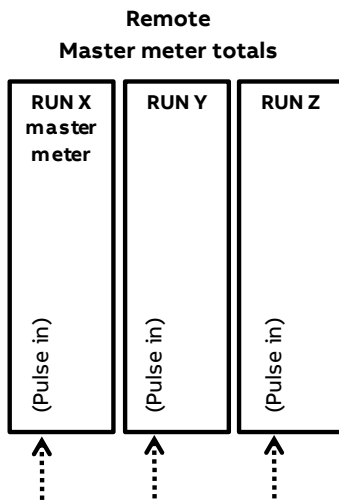 Remote
Master meter totals
RUN X
master
meter
RUN Y
RUN Z
(Pulse in)
(Pulse in)
(Pulse in)